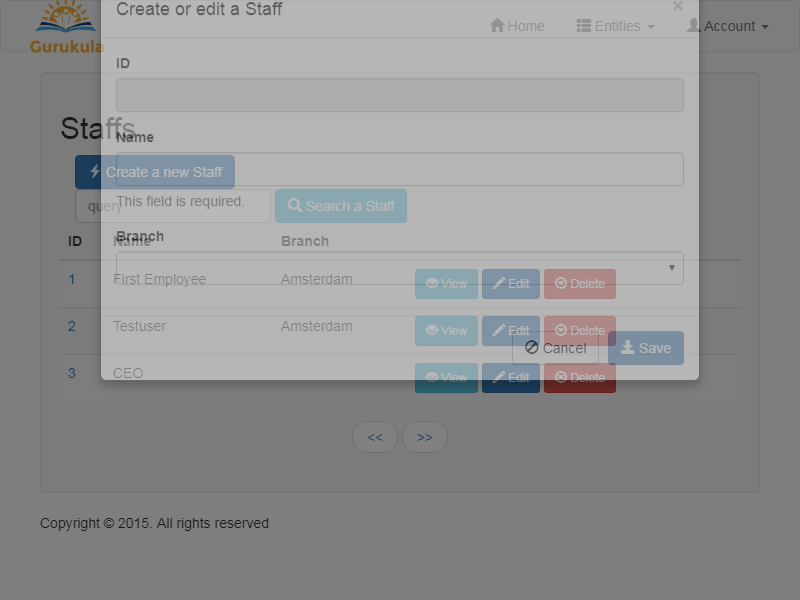 Create or edit a Staff ×
Gurukula
Home Entities Account
ID
Staffs
Name
Create a new Staff
This field is required.
query Search a Staff
Branch
ID Name Branch
1 First Employee Amsterdam View Edit Delete
2 Testuser Amsterdam View Edit Delete
Cancel Save
3 CEO View Edit Delete
<< >>
Copyright © 2015. All rights reserved